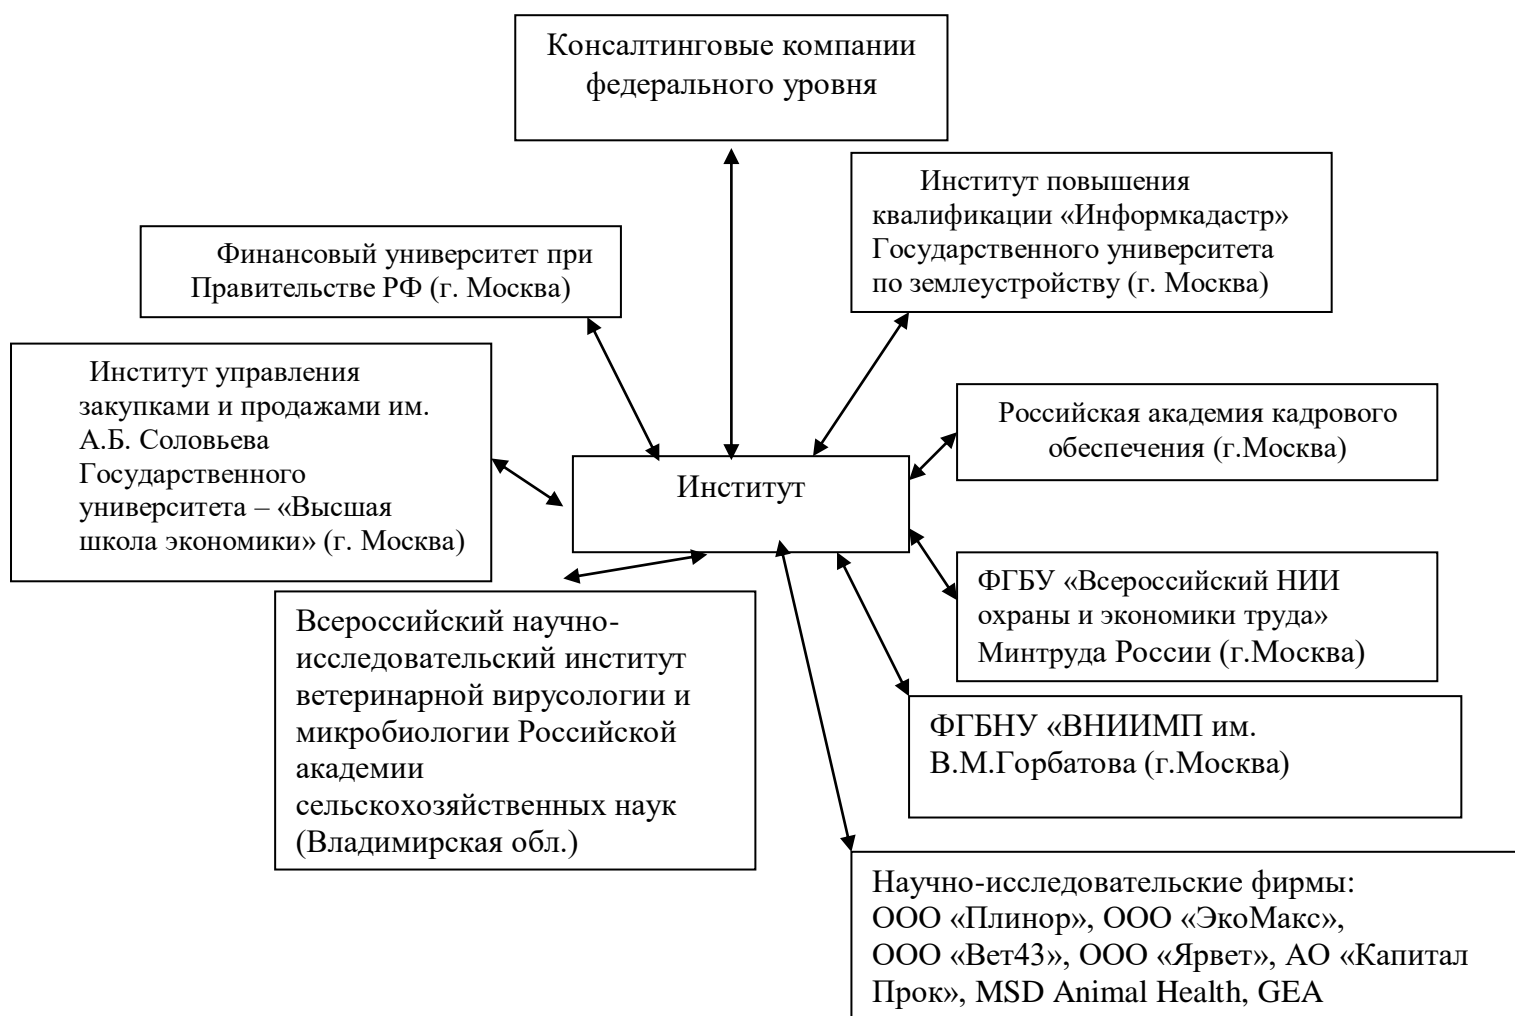 Консалтинговые компании
федерального уровня
Институт повышения
квалификации «Информкадастр»
Государственного университета
по землеустройству (г. Москва)
Финансовый университет при
Правительстве РФ (г. Москва)
Институт управления
закупками и продажами им.
А.Б. Соловьева
Государственного
университета – «Высшая
школа экономики» (г. Москва)
Российская академия кадрового
обеспечения (г.Москва)
Институт
ФГБУ «Всероссийский НИИ
охраны и экономики труда»
Минтруда России (г.Москва)
Всероссийский научно-
исследовательский институт
ветеринарной вирусологии и
микробиологии Российской
академии
сельскохозяйственных наук
(Владимирская обл.)
ФГБНУ «ВНИИМП им.
В.М.Горбатова (г.Москва)
Научно-исследовательские фирмы:
ООО «Плинор», ООО «ЭкоМакс»,
ООО «Вет43», ООО «Ярвет», АО «Капитал
Прок», MSD Animal Health, GEA